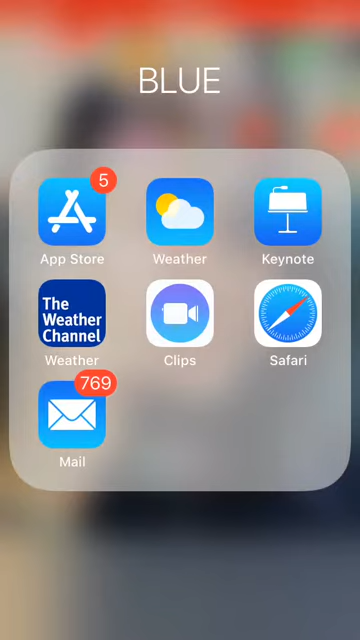 BLUE
5
App Store
Weather
Keynote
The
Weather
Channel
Weather
Clips
Safari
769
Mail